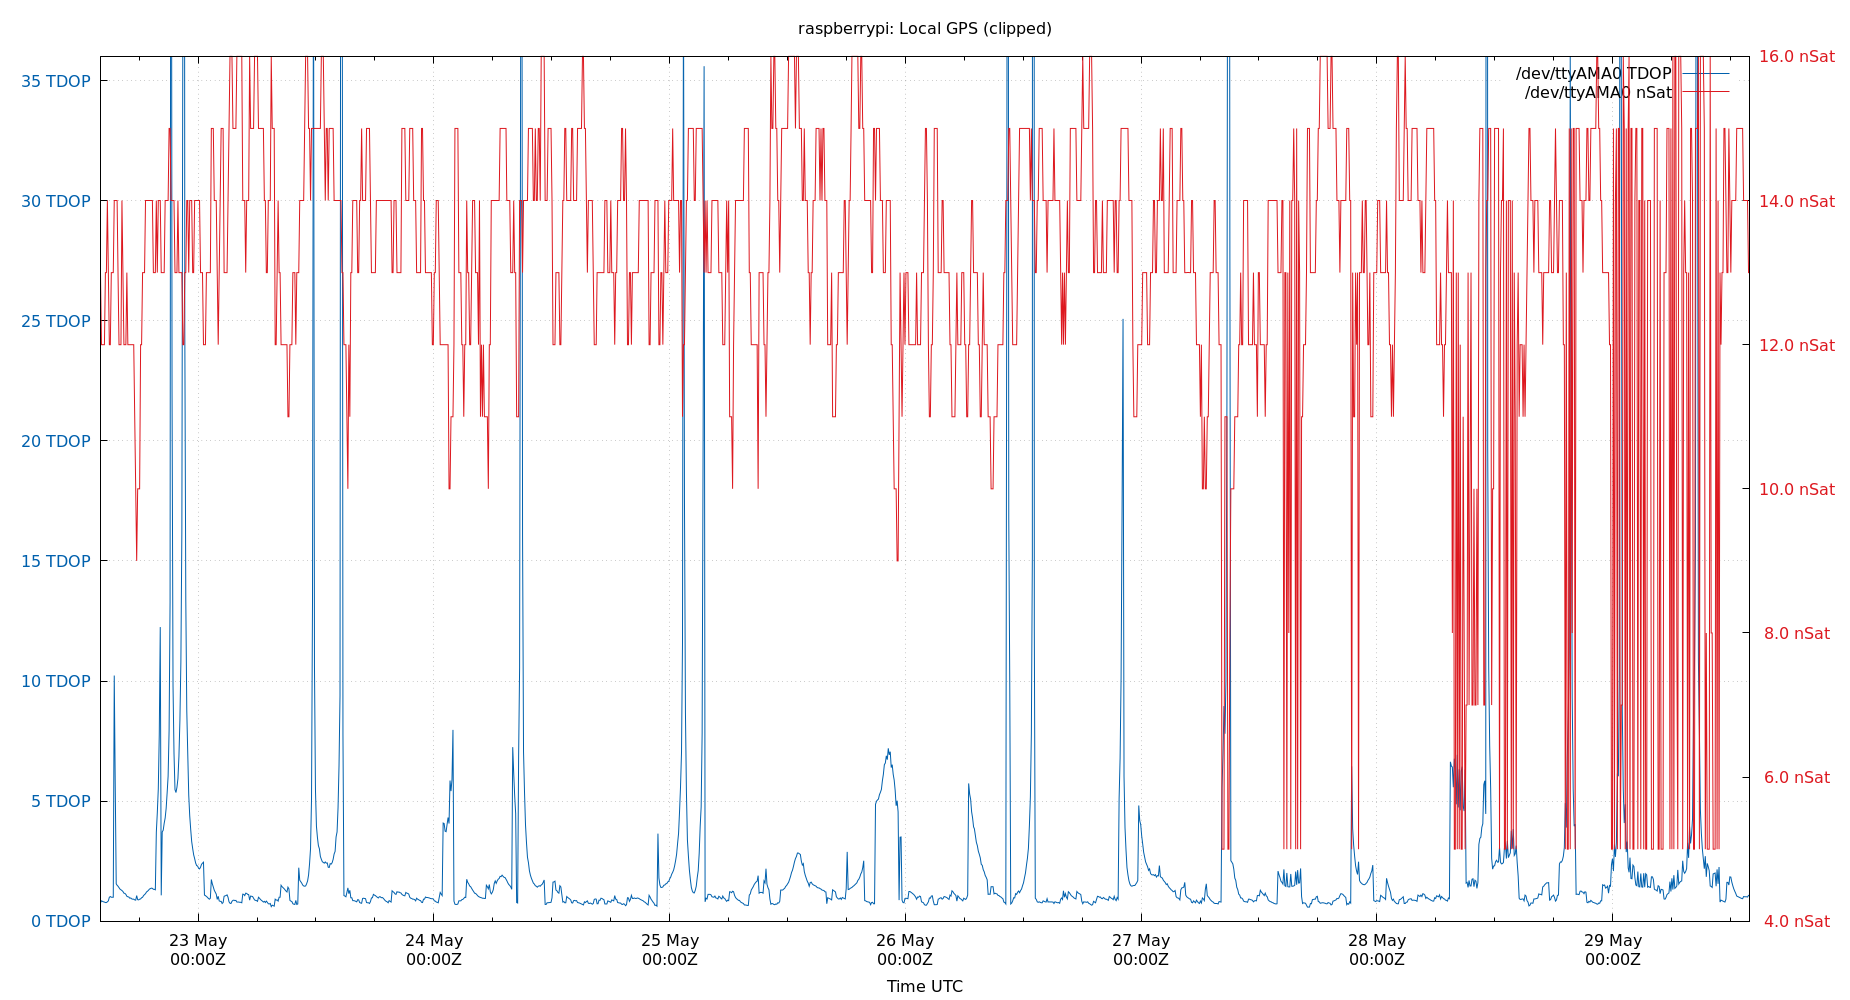 raspberrypi: Local GPS (clipped)
/dev/ttyAMA0 TDOP
/dev/ttyAMA0 nSat
35 TDOP
30 TDOP
25 TDOP
20 TDOP
15 TDOP
10 TDOP
5 TDOP
0 TDOP
16.0 nSat
14.0 nSat
12.0 nSat
10.0 nSat
8.0 nSat
6.0 nSat
4.0 nSat
23 May
00:00Z
24 May
00:00Z
25 May
00:00Z
26 May
00:00Z
27 May
00:00Z
28 May
00:00Z
29 May
00:00Z
Time UTC